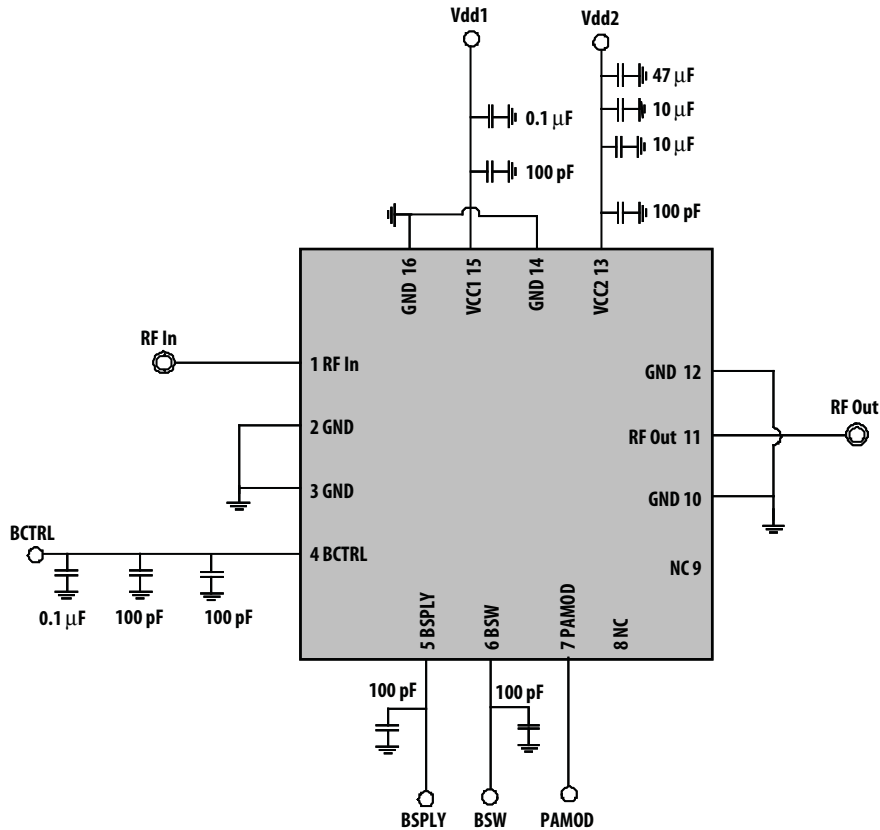 Vdd1
Vdd2
47 μF
10 μF
0.1 μF
10 μF
100 pF
100 pF
GND 16
VCC1 15
GND 14
VCC2 13
RF In
1 RF In
GND 12
RF Out
2 GND
RF Out 11
3 GND
GND 10
BCTRL
4 BCTRL
NC 9
0.1 μF
100 pF
100 pF
5 BSPLY
6 BSW
7 PAMOD
8 NC
100 pF
100 pF
BSPLY
BSW
PAMOD